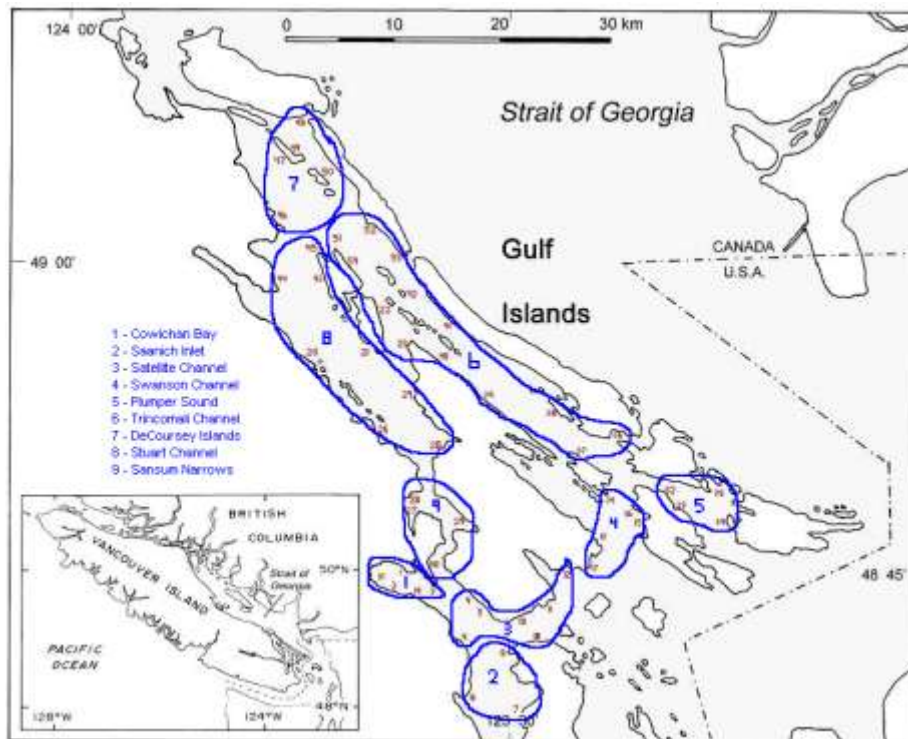 124 00'
0 10 20 30 km
Strait of Georgia
Gulf
Islands
CANADA
U.S.A.
49 00'
7
8
6
1 - Cowichan Bay
2 - Saanich Inlet
3 - Satellite Channel
4 - Swanson Channel
5 - Plumper Sound
6 - Trincomali Channel
7 - DeCoursey Islands
8 - Stuart Channel
9 - Sansum Narrows
9
4
5
1
3
2
48 45'
123 30'
BRITISH
COLUMBIA
VANCOUVER ISLAND
Strait of
Georgia
50°N
PACIFIC
OCEAN
48°N
128°W
124°W